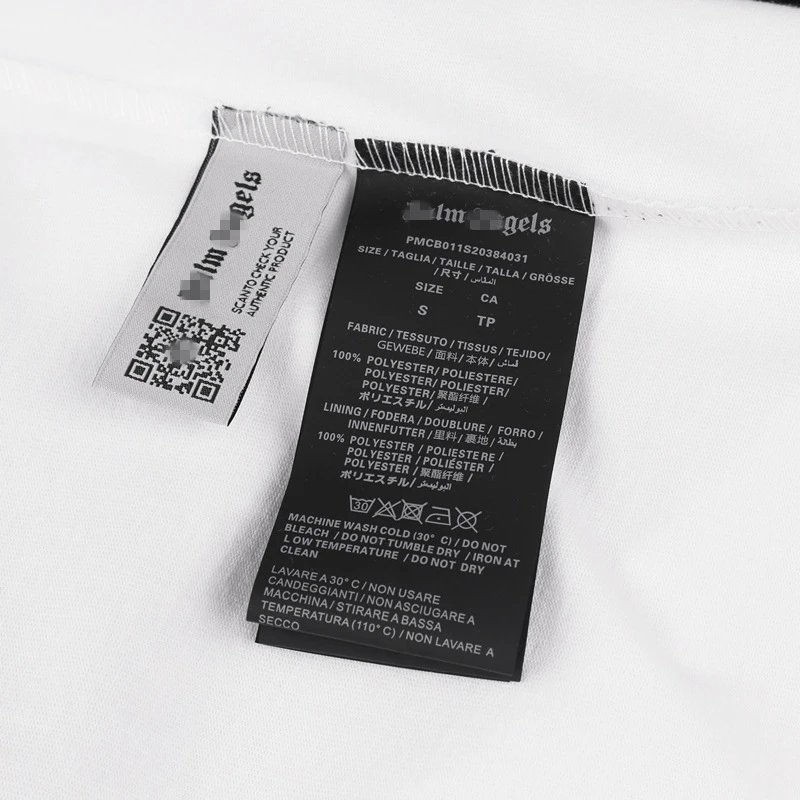 SCANTO CHECK YOUR
AUTHENTIC PRODUCT
PMCB011S20384031
SIZE / TAGLIA / TAILLE / TALLA / GRÖSSE
/ 尺寸 / المقاس
SIZE CA
S TP
FABRIC / TESSUTO / TISSUS / TEJIDO/
GEWEBE / 面料 / 本体 / قماش
100% POLYESTER/ POLIESTERE/
POLYESTER/ POLIÉSTER/
POLYESTER/聚酯纤维/
ポリエステル/ البوليستر
LINING / FODERA / DOUBLURE / FORRO /
INNENFUTTER / 里料 / 裏地 / بطانة
100% POLYESTER / POLIESTERE /
POLYESTER / POLIÉSTER /
POLYESTER / 聚酯纤维 /
ポリエステル / البوليستر
30
MACHINE WASH COLD (30° C) / DO NOT
BLEACH / DO NOT TUMBLE DRY / IRON AT
LOW TEMPERATURE / DO NOT DRY
CLEAN
LAVARE A 30° C / NON USARE
CANDEGGIANTI / NON ASCIUGARE A
MACCHINA / STIRARE A BASSA
TEMPERATURA (110° C) / NON LAVARE A
SECCO